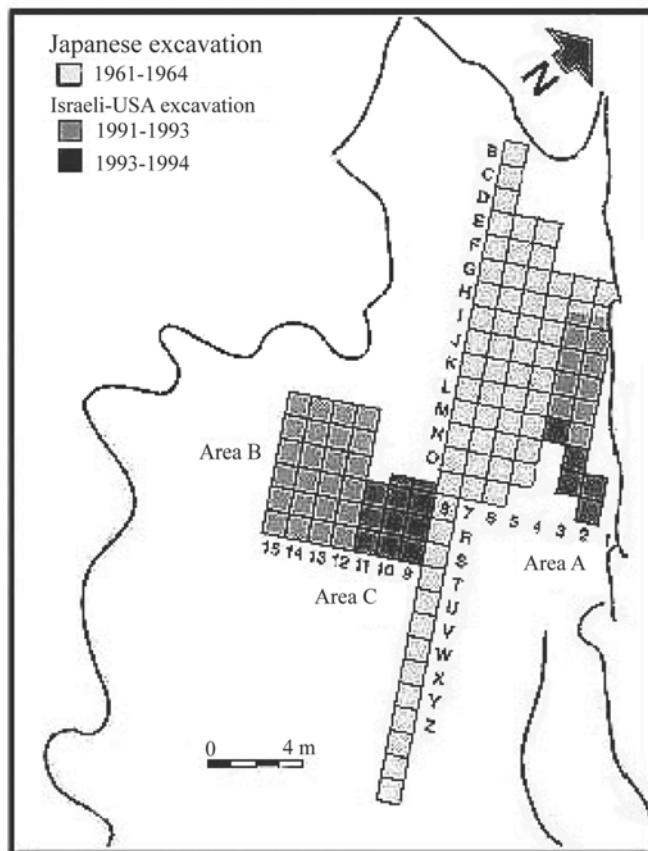 Japanese excavation
1961-1964
Israeli-USA excavation
1991-1993
1993-1994
N
B
C
D
E
F
G
H
I
J
K
L
M
N
O
Area B
8 7 6 5 4 3 2
R
S
T
U
V
W
X
Y
Z
15 14 13 12 11 10 9
Area A
Area C
0 4 m